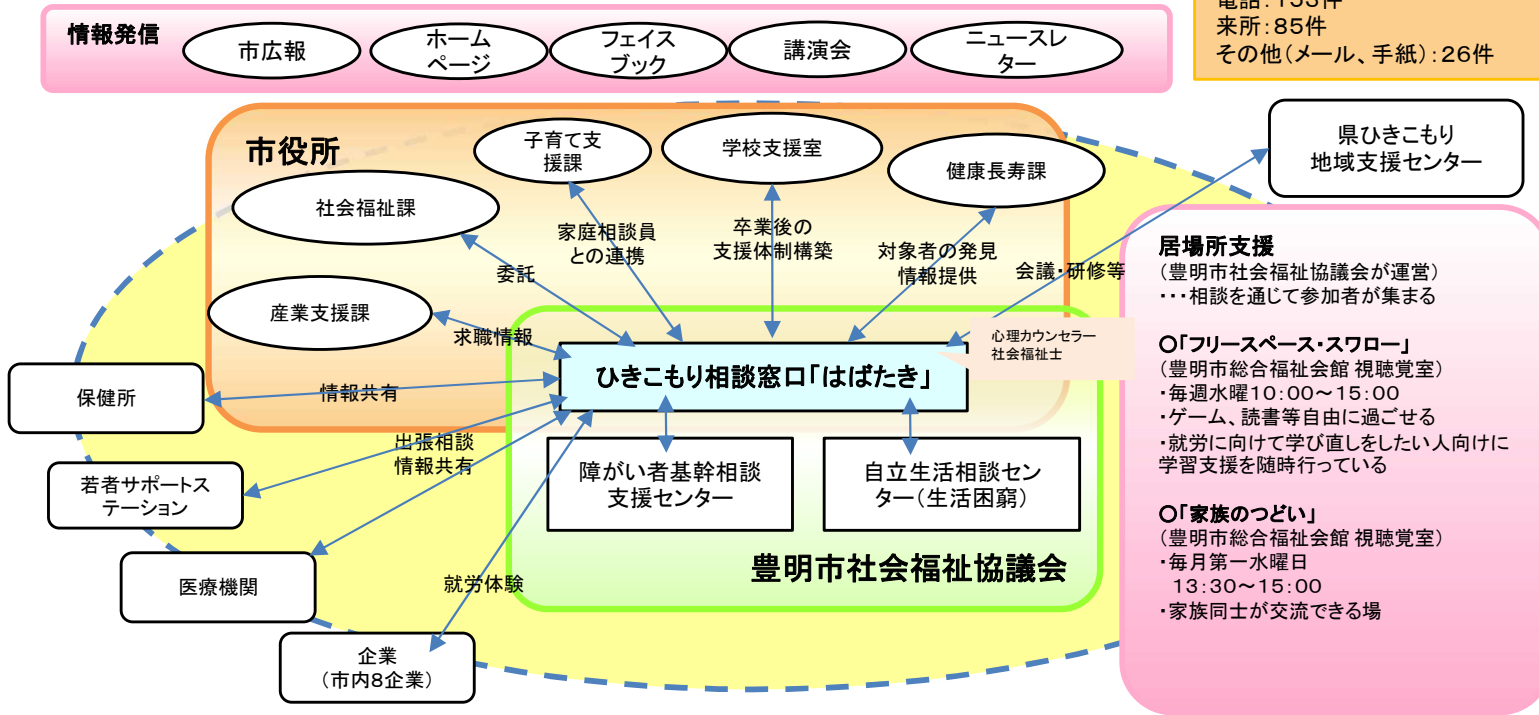 情報発信
市広報
ホーム
ページ
フェイス
ブック
講演会
ニュースレ
ター
来所:85件
その他(メール、手紙):26件
市役所
子育て支
援課
学校支援室
健康長寿課
社会福祉課
産業支援課
県ひきこもり
地域支援センター
家庭相談員
との連携
卒業後の
支援体制構築
対象者の発見
情報提供
会議・研修等
委託
求職情報
心理カウンセラー
社会福祉士
ひきこもり相談窓口「はばたき」
保健所
情報共有
出張相談
情報共有
若者サポートス
テーション
医療機関
就労体験
企業
(市内8企業)
障がい者基幹相談
支援センター
自立生活相談セン
ター(生活困窮)
豊明市社会福祉協議会
居場所支援
(豊明市社会福祉協議会が運営)
・・・相談を通じて参加者が集まる
○「フリースペース・スワロー」
(豊明市総合福祉会館 視聴覚室)
・毎週水曜10:00~15:00
・ゲーム、読書等自由に過ごせる
・就労に向けて学び直しをしたい人向けに
学習支援を随時行っている
○「家族のつどい」
(豊明市総合福祉会館 視聴覚室)
・毎月第一水曜日
13:30~15:00
・家族同士が交流できる場